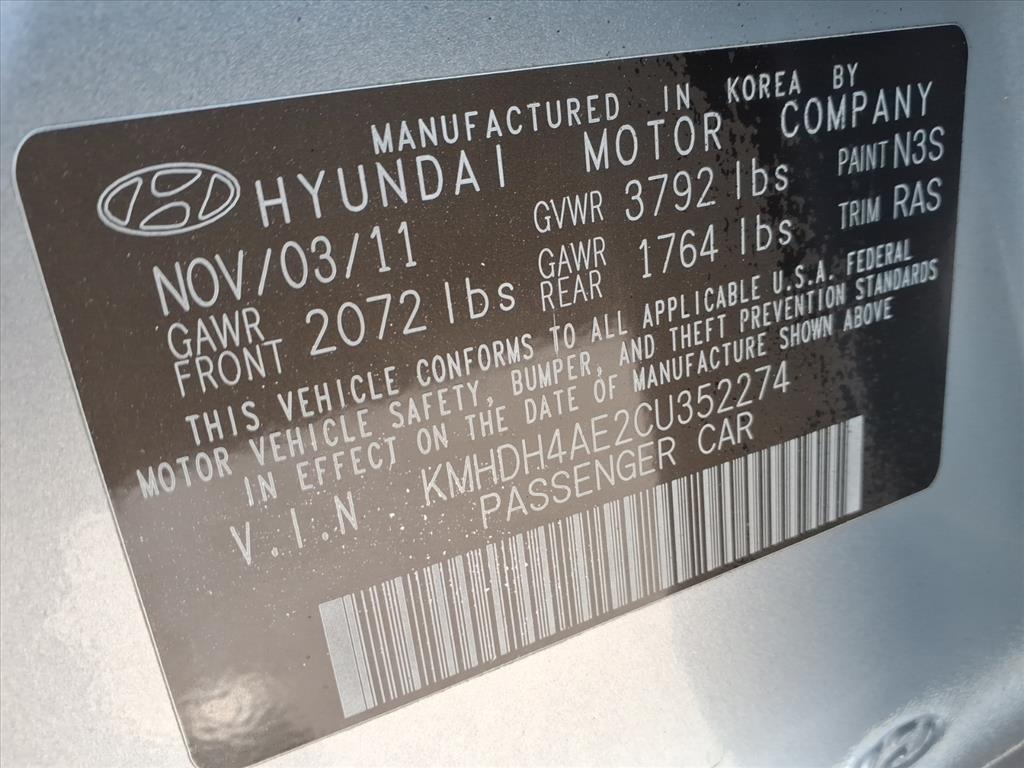 MANUFACTURED IN KOREA BY
HYUNDAI MOTOR COMPANY
NOV/03/11 GVWR 3792 lbs PAINT N3S
GAWR FRONT 2072 lbs GAWR REAR 1764 lbs TRIM RAS
THIS VEHICLE CONFORMS TO ALL APPLICABLE U.S.A. FEDERAL
MOTOR VEHICLE SAFETY, BUMPER, AND THEFT PREVENTION STANDARDS
IN EFFECT ON THE DATE OF MANUFACTURE SHOWN ABOVE
V.I.N KMHDH4AE2CU352274
PASSENGER CAR